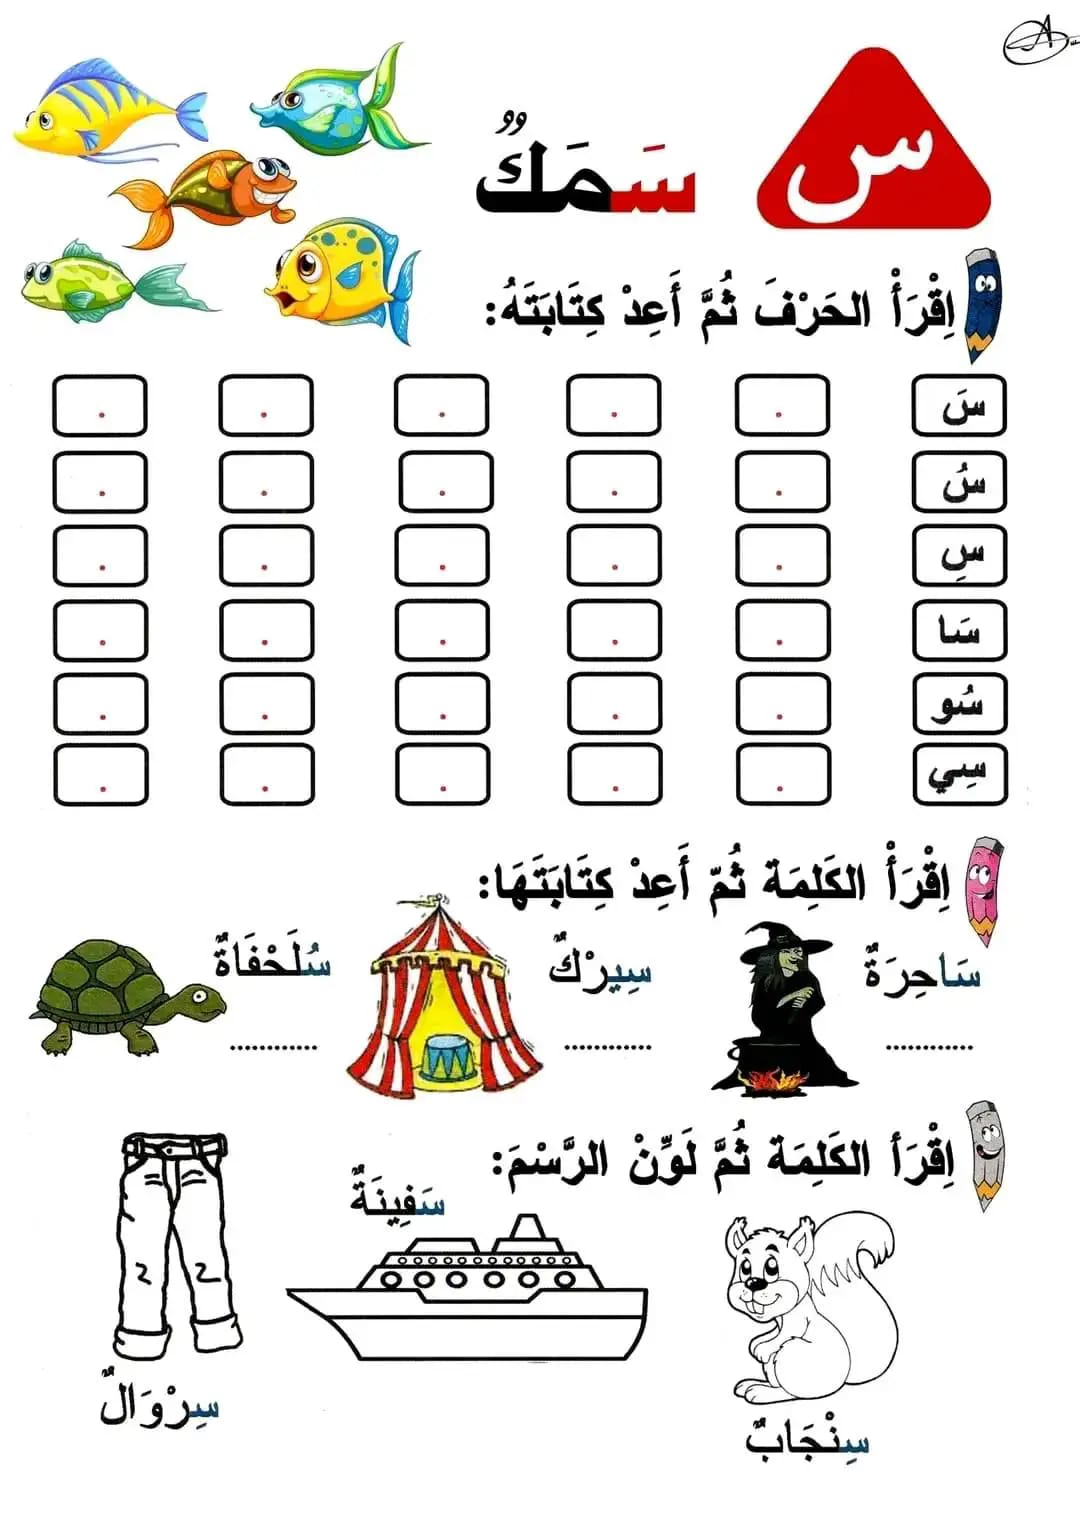 س
سَمَكٌ
اِقْرَأْ الحَرْفَ ثُمَّ أَعِدْ كِتَابَتَهُ:
سَ
سُ
سِ
سَا
سُو
سِي
اِقْرَأْ الكَلِمَة ثُمّ أَعِدْ كِتَابَتَهَا:
سَاحِرَةٌ
سِيرْكٌ
سُلَحْفَاةٌ
اِقْرَأ الكَلِمَة ثُمَّ لَوِّنْ الرَّسْمَ:
سَفِينَةٌ
سِرْوَالٌ
سِنْجَابٌ